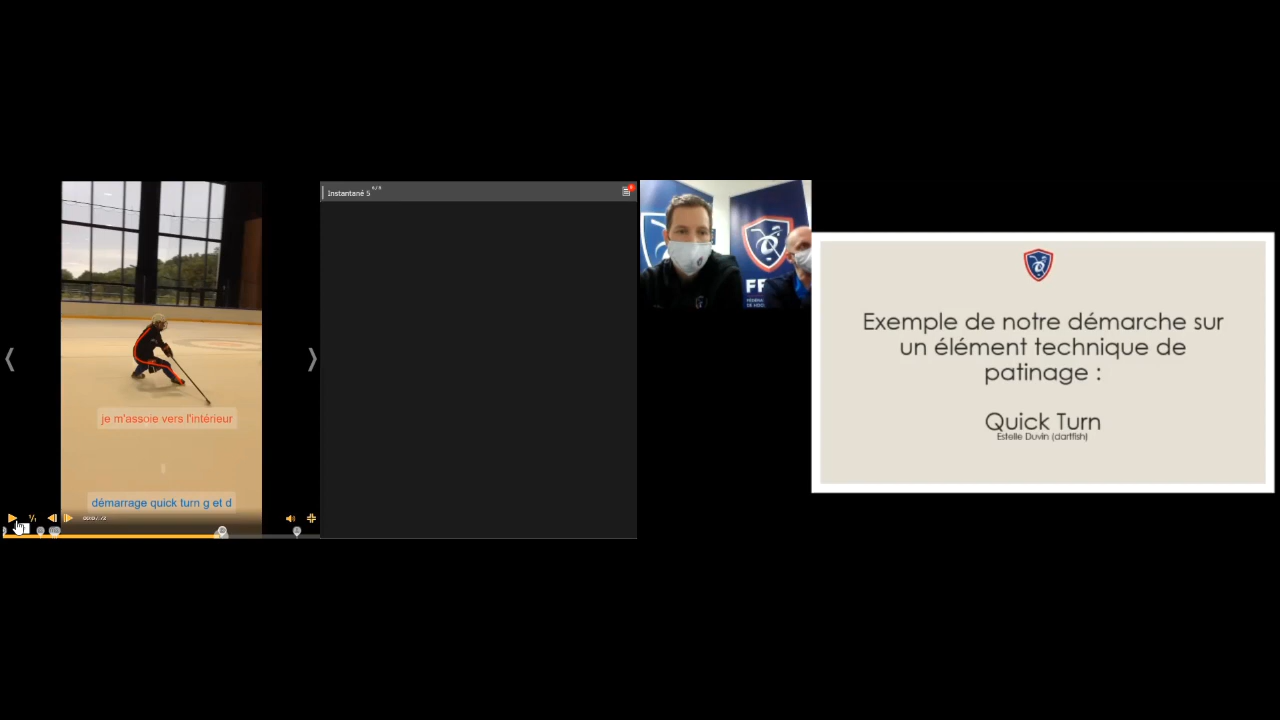 je m'assoie vers l'intérieur
démarrage quick turn g et d
Instantané 5
FF
Exemple de notre démarche sur
un élément technique de
patinage :
Quick Turn
Estelle Duvin (dartfish)